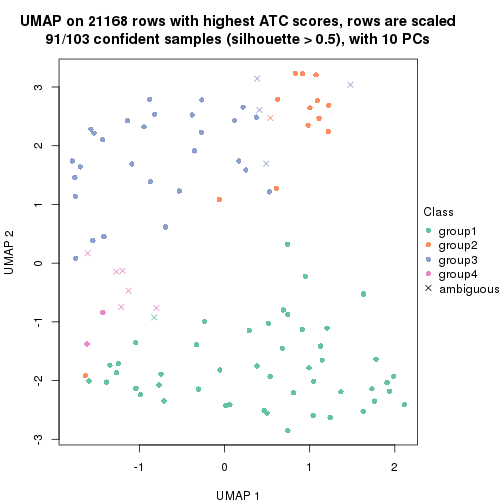 UMAP on 21168 rows with highest ATC scores, rows are scaled
91/103 confident samples (silhouette > 0.5), with 10 PCs
3
2
1
0
-1
-2
-3
UMAP 2
-1
0
1
2
UMAP 1
Class
group1
group2
group3
group4
ambiguous